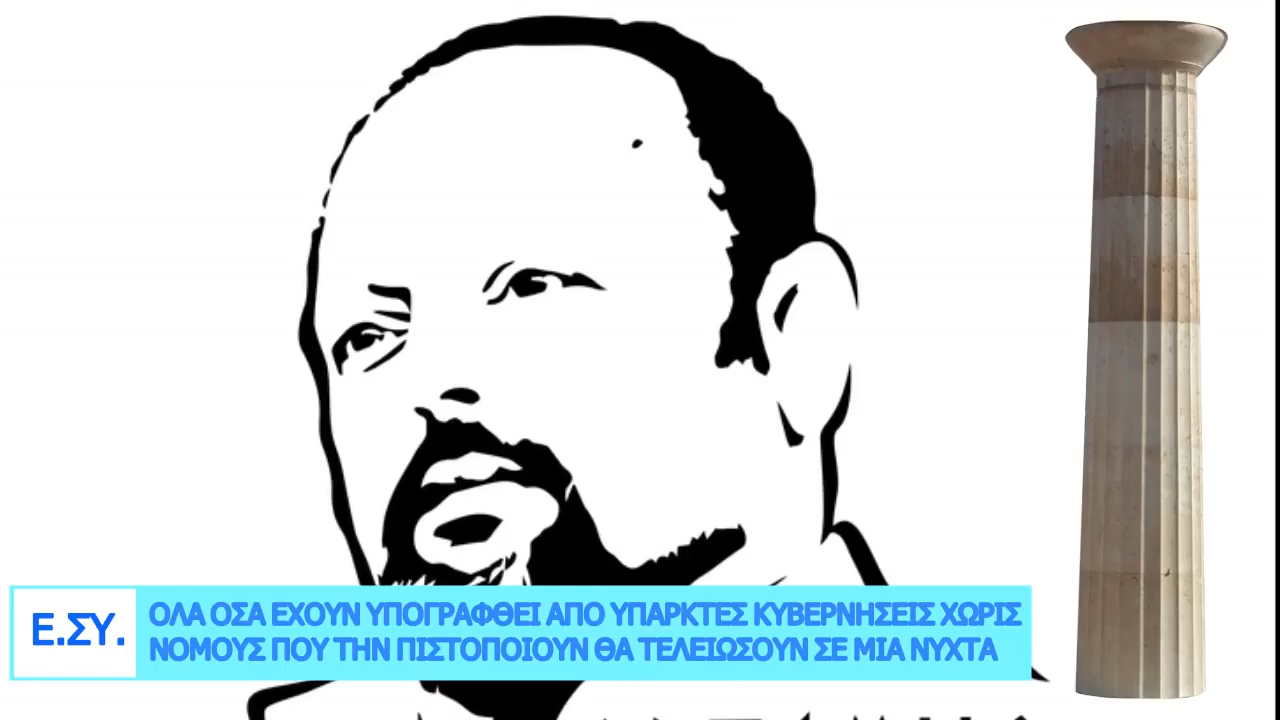 Ε.ΣΥ.
ΟΛΑ ΟΣΑ ΕΧΟΥΝ ΥΠΟΓΡΑΦΘΕΙ ΑΠΟ ΥΠΑΡΚΤΕΣ ΚΥΒΕΡΝΗΣΕΙΣ ΧΩΡΙΣ
ΝΟΜΟΥΣ ΠΟΥ ΤΗΝ ΠΙΣΤΟΠΟΙΟΥΝ ΘΑ ΤΕΛΕΙΩΣΟΥΝ ΣΕ ΜΙΑ ΝΥΧΤΑ